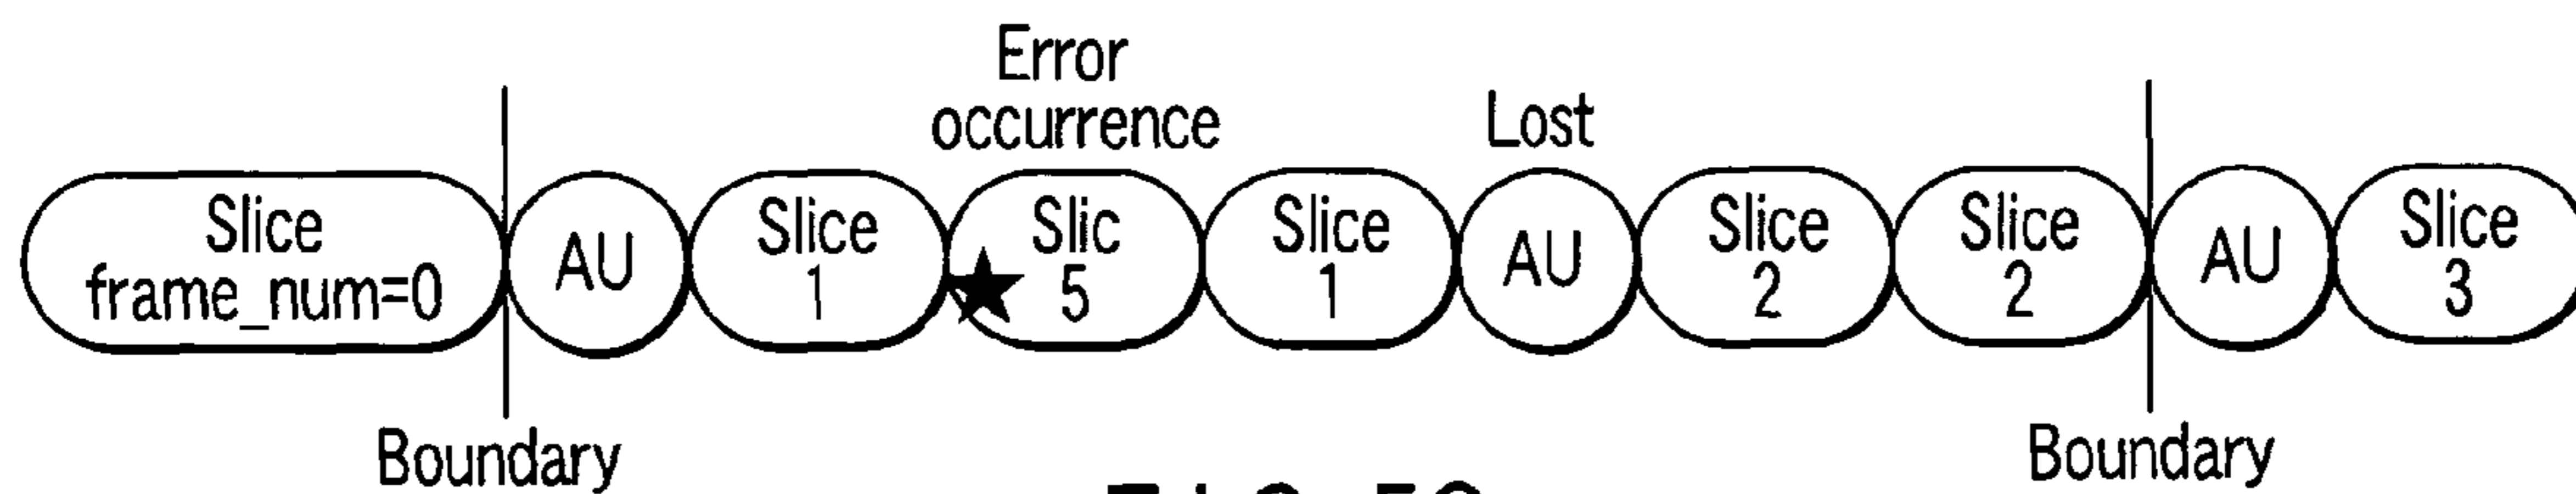 Error
occurrence
Lost
Slice
frame_num=0
AU
Slice
1
Slic
5
Slice
1
AU
Slice
2
Slice
2
AU
Slice
3
Boundary
Boundary